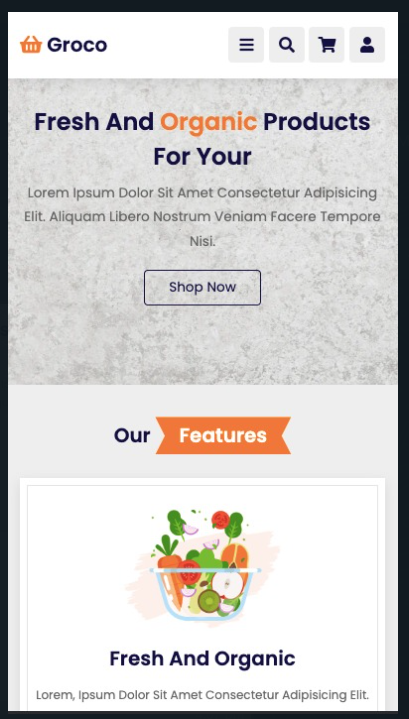 Groco
Fresh And Organic Products
For Your
Lorem Ipsum Dolor Sit Amet Consectetur Adipisicing
Elit. Aliquam Libero Nostrum Veniam Facere Tempore
Nisi.
Shop Now
Our Features
Fresh And Organic
Lorem, Ipsum Dolor Sit Amet Consectetur Adipisicing Elit.